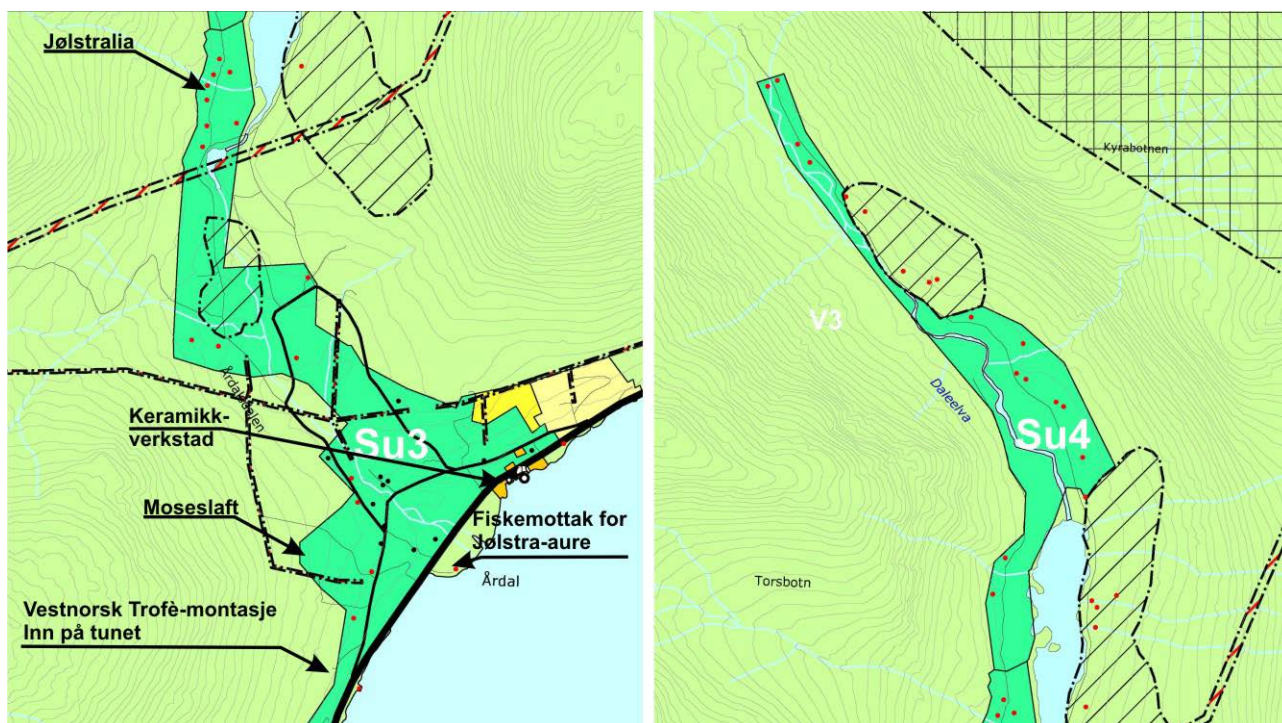 Jølstralia
Årdalsdalen
Keramikk-
verkstad
Su3
Moseslaft
Fiskemottak for
Jølstra-aure
Årdal
Vestnorsk Trofè-montasje
Inn på tunet
Kyrabotnen
V3
Daleelva
Su4
Torsbotn